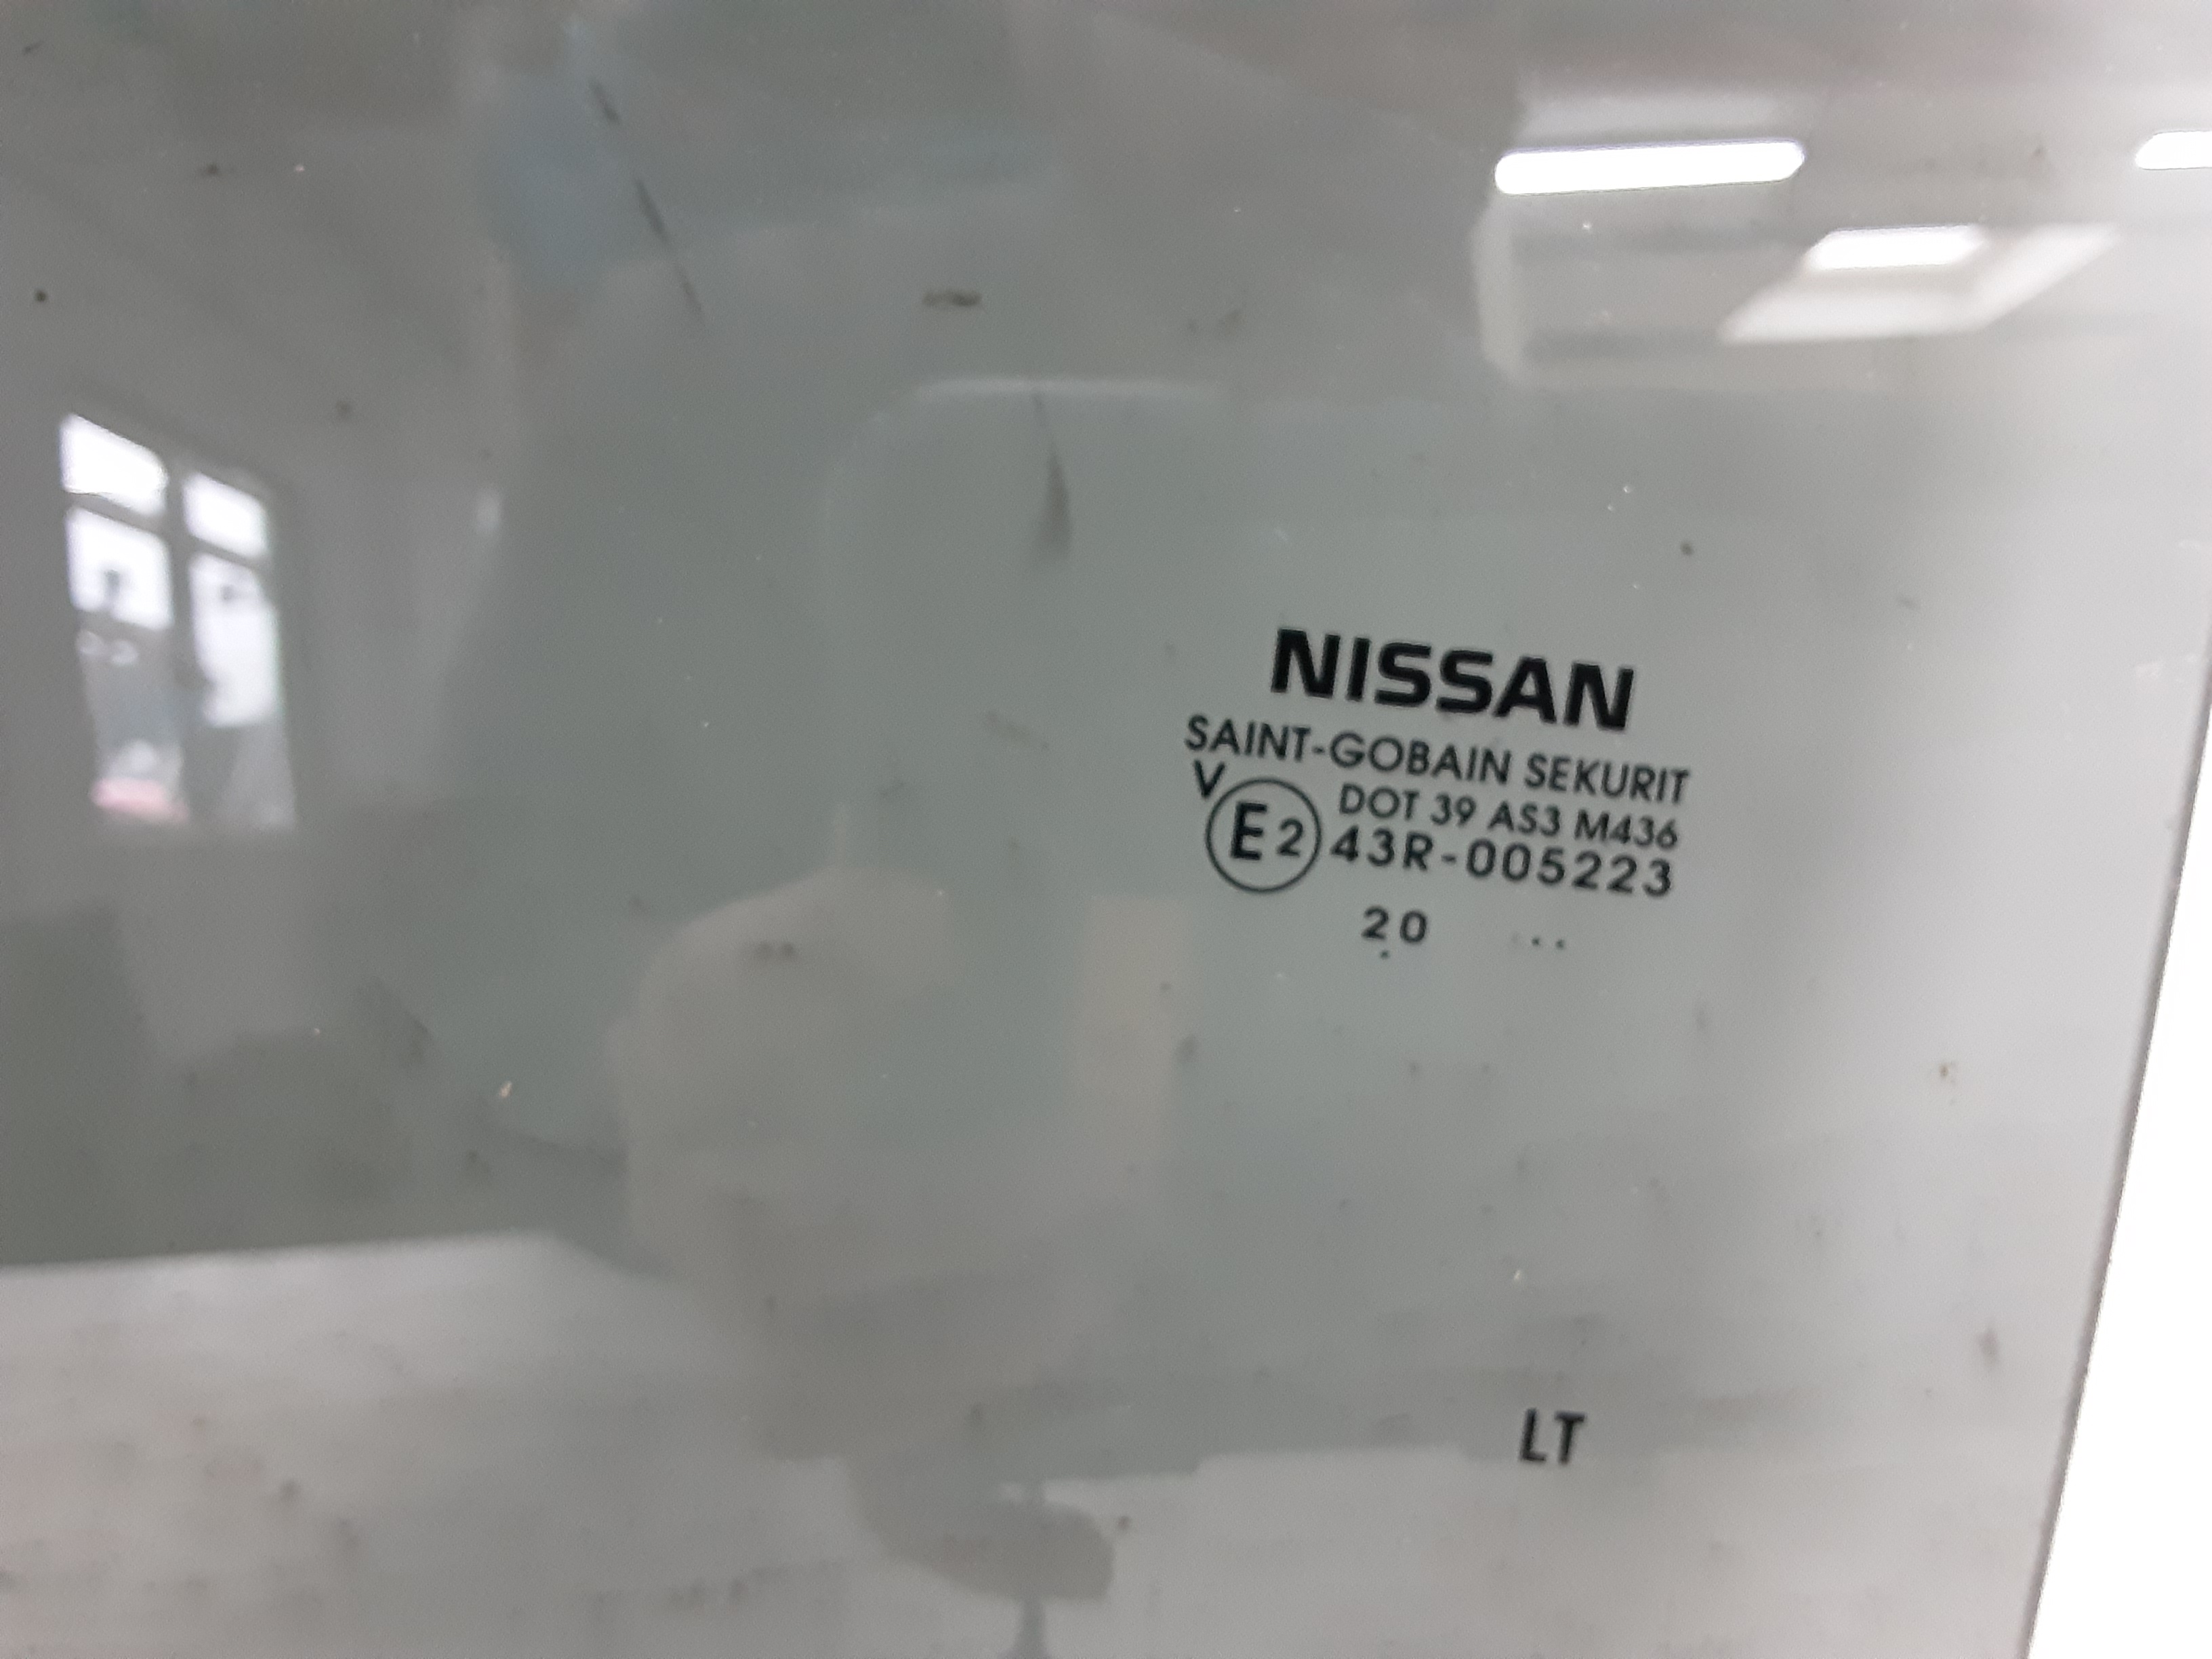 NISSAN
SAINT-GOBAIN SEKURIT
V
DOT 39 AS3 M436
E2 43R-005223
20
. ...
LT